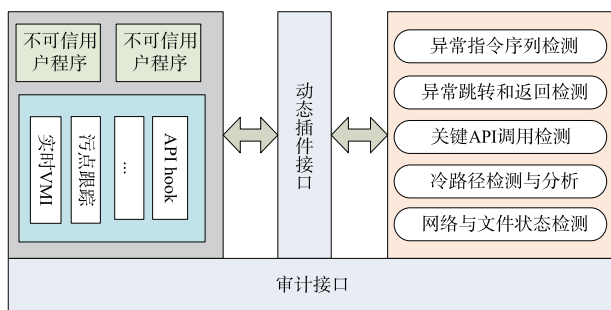 不可信用
户程序
不可信用
户程序
实时VMI
污点跟踪
...
API hook
动态插件接口
异常指令序列检测
异常跳转和返回检测
关键API调用检测
冷路径检测与分析
网络与文件状态检测
审计接口